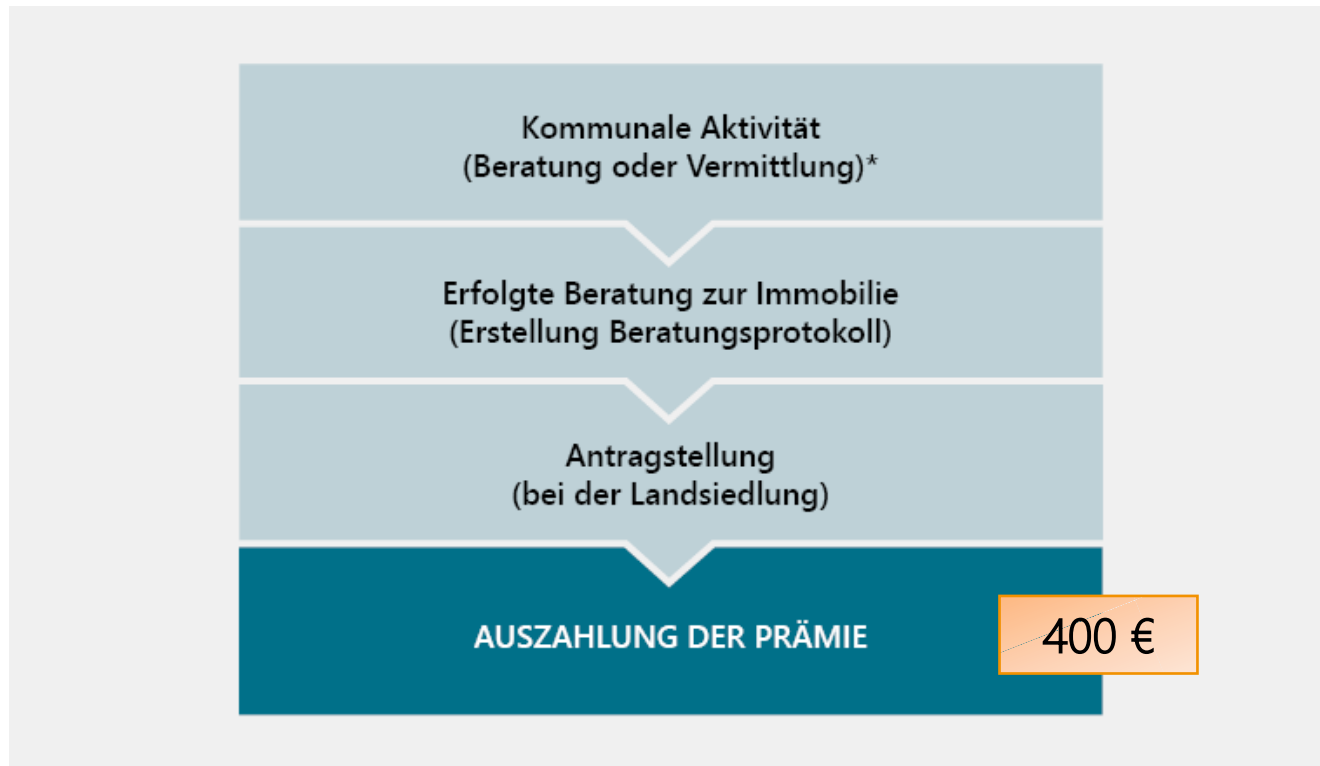 Kommunale Aktivität
(Beratung oder Vermittlung)*
Erfolgte Beratung zur Immobilie
(Erstellung Beratungsprotokoll)
Antragstellung
(bei der Landsiedlung)
AUSZAHLUNG DER PRÄMIE
400 €